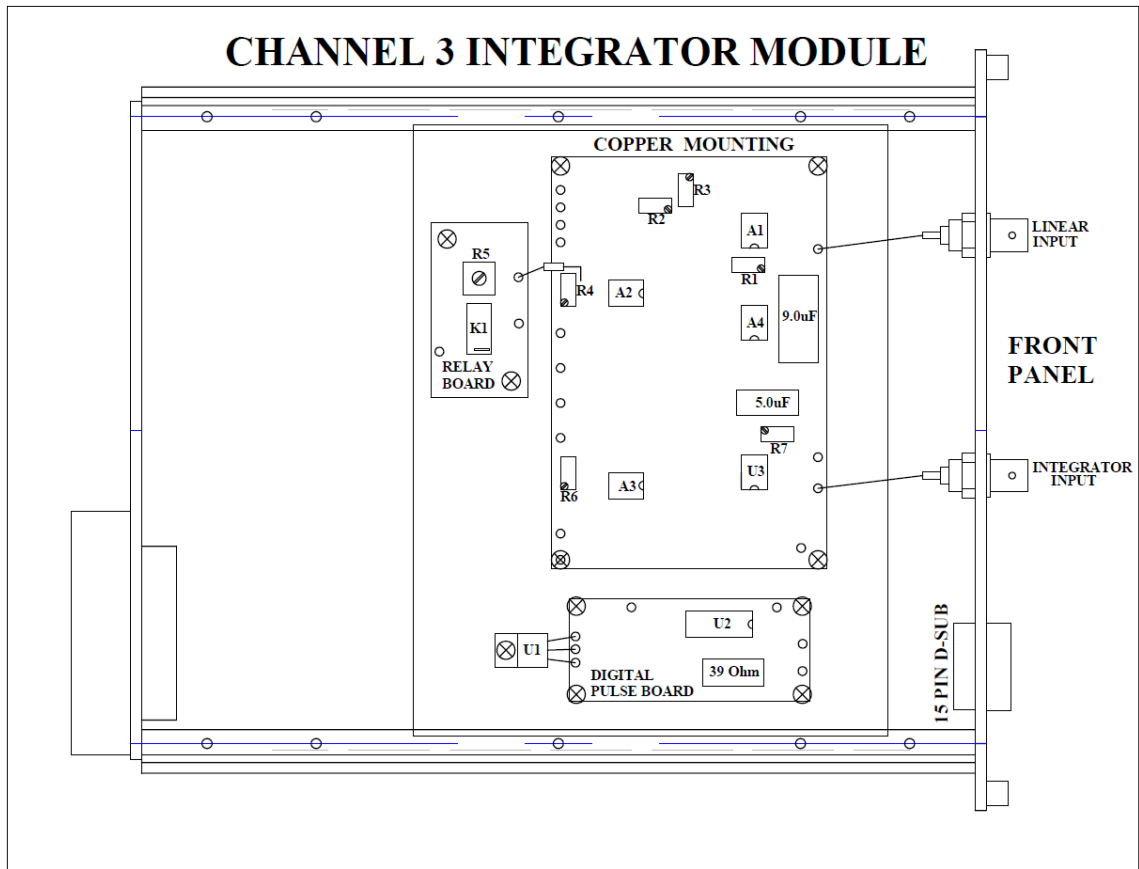 CHANNEL 3 INTEGRATOR MODULE
COPPER MOUNTING
R3
R2
A1
LINEAR
INPUT
R5
R1
R4
A2
K1
A4
9.0uF
RELAY
BOARD
FRONT
PANEL
5.0uF
R7
U3
INTEGRATOR
INPUT
A3
R6
U2
U1
39 Ohm
DIGITAL
PULSE BOARD
15 PIN D-SUB